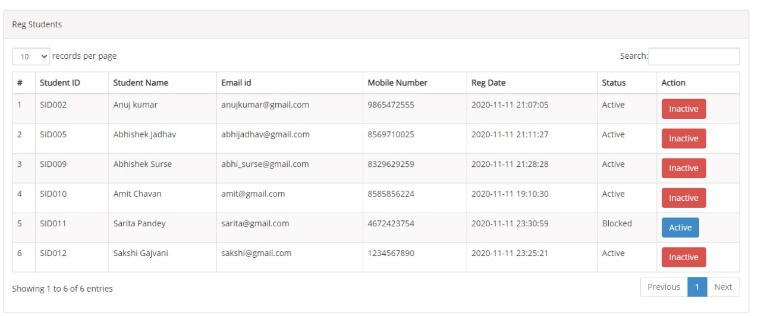 Reg Students
10 records per page Search:
# Student ID Student Name Email id Mobile Number Reg Date Status Action
1 SID002 Anuj kumar anujkumar@gmail.com 9865472555 2020-11-11 21:07:05 Active Inactive
2 SID005 Abhishek Jadhav abhijadhav@gmail.com 8569710025 2020-11-11 21:11:27 Active Inactive
3 SID009 Abhishek Surse abhi_surse@gmail.com 8329629259 2020-11-11 21:28:28 Active Inactive
4 SID010 Amit Chavan amit@gmail.com 8585856224 2020-11-11 19:10:30 Active Inactive
5 SID011 Sarita Pandey sarita@gmail.com 4672423754 2020-11-11 23:30:59 Blocked Active
6 SID012 Sakshi Gajvani sakshi@gmail.com 1234567890 2020-11-11 23:25:21 Active Inactive
Showing 1 to 6 of 6 entries Previous 1 Next